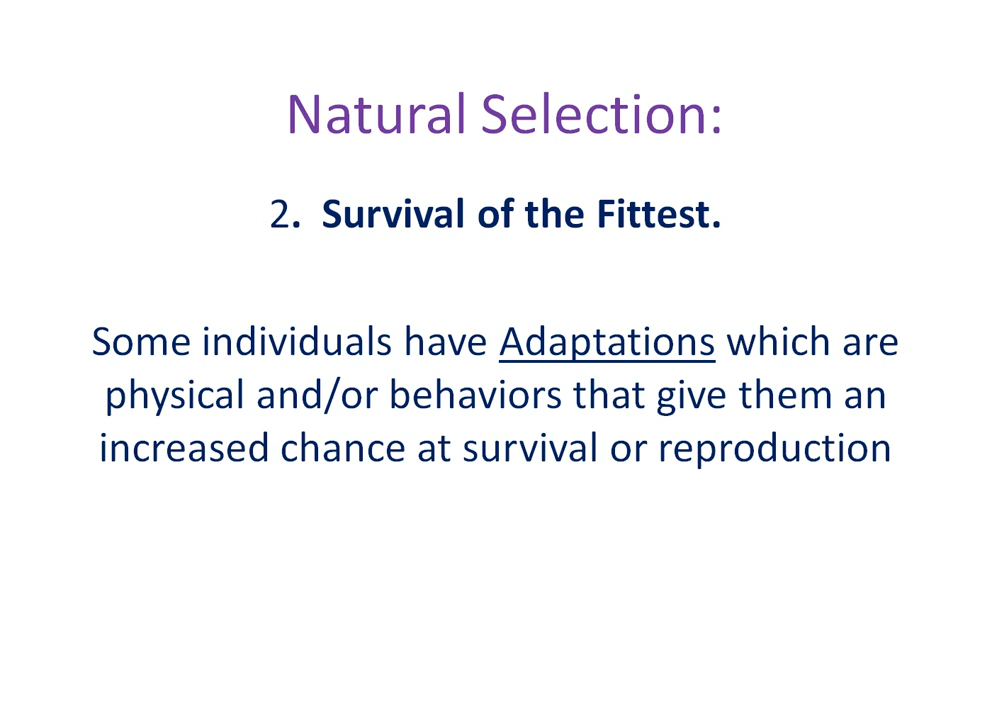 Natural Selection:
2. Survival of the Fittest.
Some individuals have Adaptations which are
physical and/or behaviors that give them an
increased chance at survival or reproduction